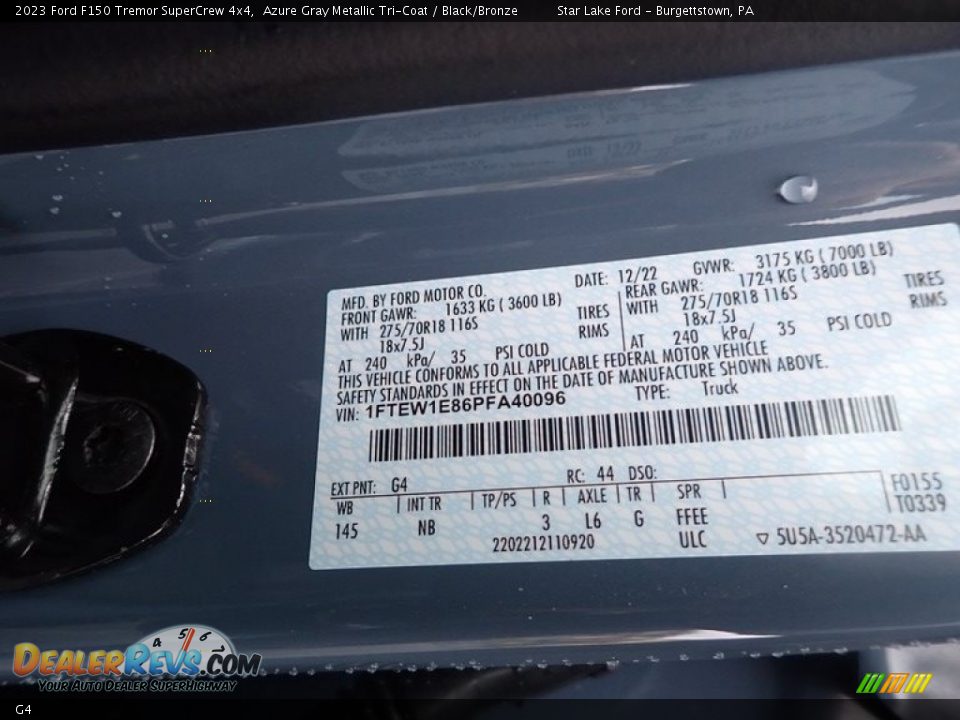 2023 Ford F150 Tremor SuperCrew 4x4, Azure Gray Metallic Tri-Coat / Black/Bronze Star Lake Ford - Burgettstown, PA
MFD. BY FORD MOTOR CO. DATE: 12/22 GVWR: 3175 KG ( 7000 LB)
FRONT GAWR: 1633 KG ( 3600 LB) REAR GAWR: 1724 KG ( 3800 LB)
WITH 275/70R18 116S TIRES WITH 275/70R18 116S TIRES
18x7.5J RIMS 18x7.5J RIMS
AT 240 kPa/ 35 PSI COLD AT 240 kPa/ 35 PSI COLD
THIS VEHICLE CONFORMS TO ALL APPLICABLE FEDERAL MOTOR VEHICLE
SAFETY STANDARDS IN EFFECT ON THE DATE OF MANUFACTURE SHOWN ABOVE.
VIN: 1FTEW1E86PFA40096 TYPE: Truck
EXT PNT: G4 RC: 44 DSO: F0155
WB INT TR TP/PS R AXLE TR SPR T0339
145 NB 3 L6 G FFEE
2202212110920 ULC ▽ 5U5A-3520472-AA
4 5 6
DEALERREVS.COM
YOUR AUTO DEALER SUPERHIGHWAY
G4